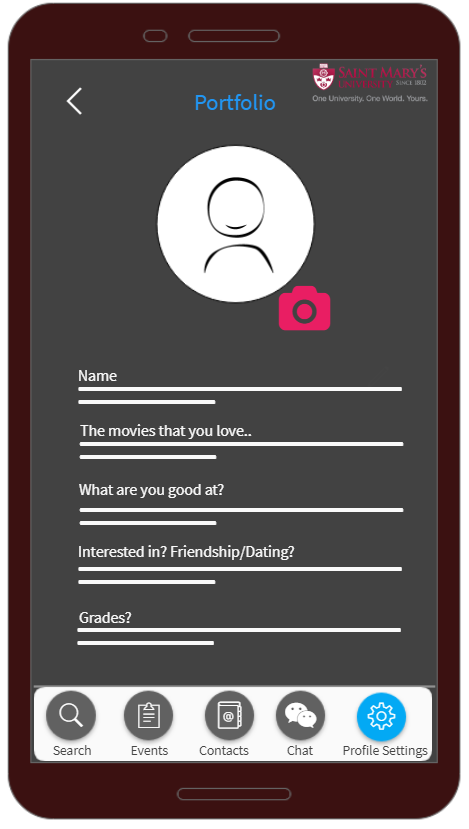 SAINT MARY'S
UNIVERSITY SINCE 1802
One University. One World. Yours.
Portfolio
Name
The movies that you love..
What are you good at?
Interested in? Friendship/Dating?
Grades?
@
Search Events Contacts Chat Profile Settings